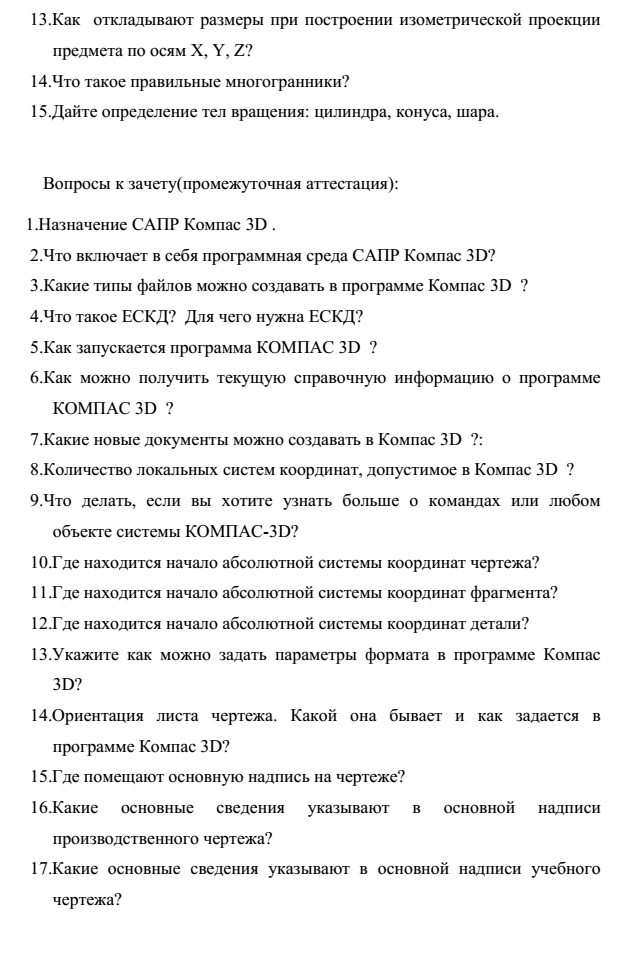 13.Как откладывают размеры при построении изометрической проекции
предмета по осям X, Y, Z?
14.Что такое правильные многогранники?
15.Дайте определение тел вращения: цилиндра, конуса, шара.
Вопросы к зачету(промежуточная аттестация):
1.Назначение САПР Компас 3D .
2.Что включает в себя программная среда САПР Компас 3D?
3.Какие типы файлов можно создавать в программе Компас 3D ?
4.Что такое ЕСКД? Для чего нужна ЕСКД?
5.Как запускается программа КОМПАС 3D ?
6.Как можно получить текущую справочную информацию о программе
КОМПАС 3D ?
7.Какие новые документы можно создавать в Компас 3D ?:
8.Количество локальных систем координат, допустимое в Компас 3D ?
9.Что делать, если вы хотите узнать больше о командах или любом
объекте системы КОМПАС-3D?
10.Где находится начало абсолютной системы координат чертежа?
11.Где находится начало абсолютной системы координат фрагмента?
12.Где находится начало абсолютной системы координат детали?
13.Укажите как можно задать параметры формата в программе Компас
3D?
14.Ориентация листа чертежа. Какой она бывает и как задается в
программе Компас 3D?
15.Где помещают основную надпись на чертеже?
16.Какие основные сведения указывают в основной надписи
производственного чертежа?
17.Какие основные сведения указывают в основной надписи учебного
чертежа?